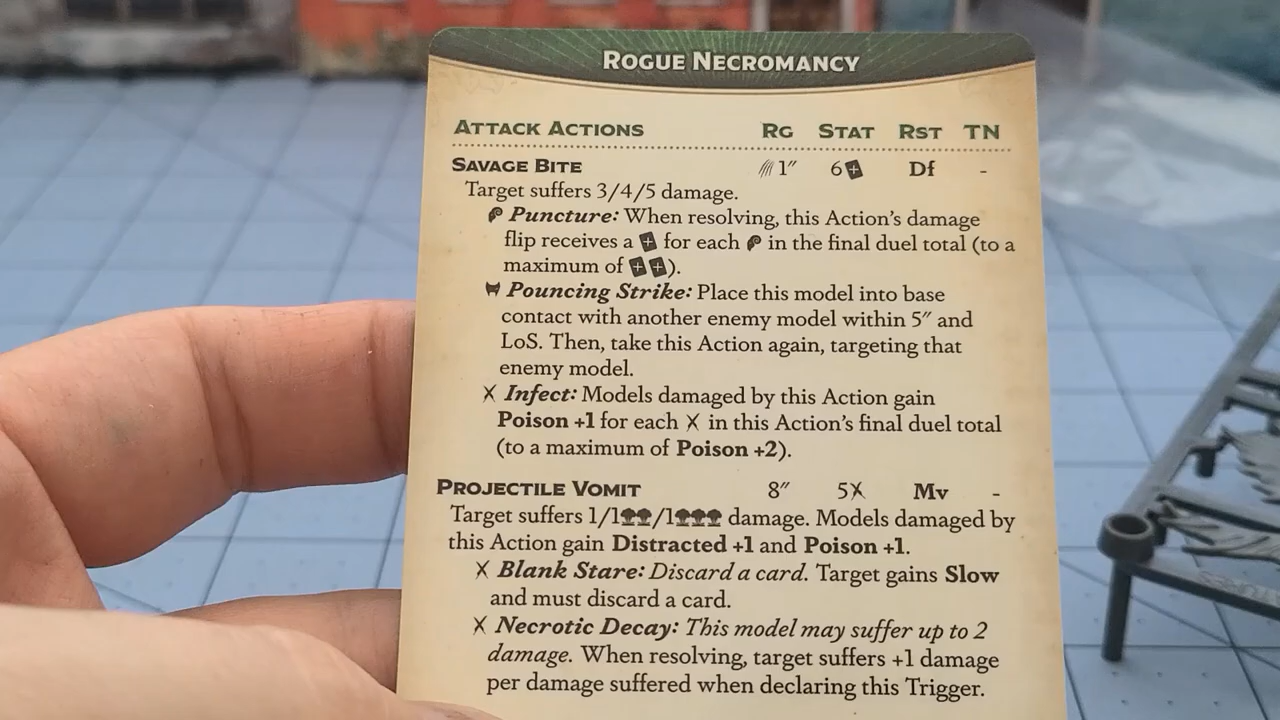 ROGUE NECROMANCY
ATTACK ACTIONS RG STAT RST TN
SAVAGE BITE 1″ 6 Df -
Target suffers 3/4/5 damage.
Puncture: When resolving, this Action's damage
flip receives a + for each in the final duel total (to a
maximum of + +).
Pouncing Strike: Place this model into base
contact with another enemy model within 5″ and
LoS. Then, take this Action again, targeting that
enemy model.
Infect: Models damaged by this Action gain
Poison +1 for each in this Action's final duel total
(to a maximum of Poison +2).
PROJECTILE VOMIT 8″ 5 Mv -
Target suffers 1/1/1 damage. Models damaged by
this Action gain Distracted +1 and Poison +1.
Blank Stare: Discard a card. Target gains Slow
and must discard a card.
Necrotic Decay: This model may suffer up to 2
damage. When resolving, target suffers +1 damage
per damage suffered when declaring this Trigger.